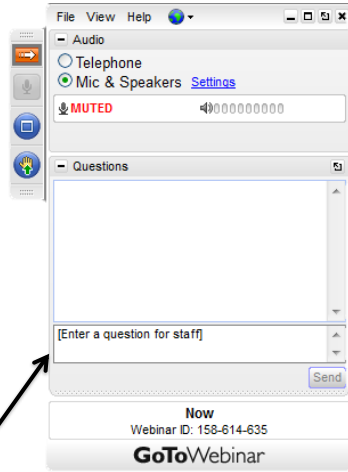 File View Help
Audio
Telephone
Mic & Speakers Settings
MUTED
Questions
[Enter a question for staff]
Send
Now
Webinar ID: 158-614-635
GoToWebinar